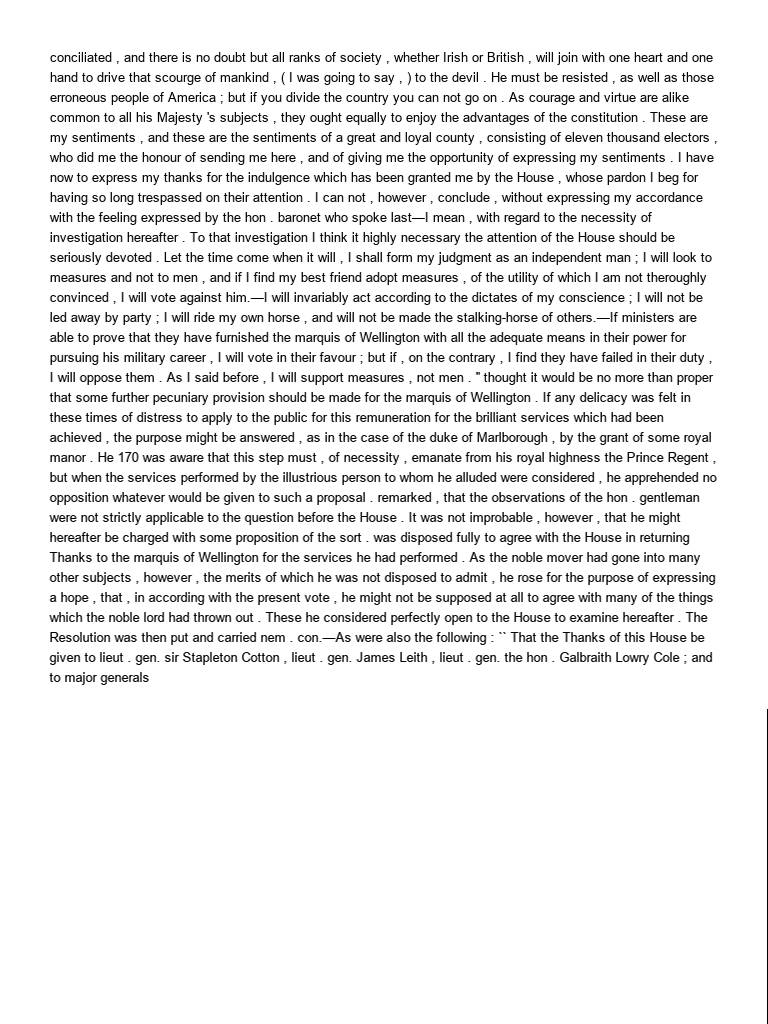 conciliated , and there is no doubt but all ranks of society , whether Irish or British , will join with one heart and one
hand to drive that scourge of mankind , ( I was going to say , ) to the devil . He must be resisted , as well as those
erroneous people of America ; but if you divide the country you can not go on . As courage and virtue are alike
common to all his Majesty 's subjects , they ought equally to enjoy the advantages of the constitution . These are
my sentiments , and these are the sentiments of a great and loyal county , consisting of eleven thousand electors ,
who did me the honour of sending me here , and of giving me the opportunity of expressing my sentiments . I have
now to express my thanks for the indulgence which has been granted me by the House , whose pardon I beg for
having so long trespassed on their attention . I can not , however , conclude , without expressing my accordance
with the feeling expressed by the hon . baronet who spoke last—I mean , with regard to the necessity of
investigation hereafter . To that investigation I think it highly necessary the attention of the House should be
seriously devoted . Let the time come when it will , I shall form my judgment as an independent man ; I will look to
measures and not to men , and if I find my best friend adopt measures , of the utility of which I am not theroughly
convinced , I will vote against him.—I will invariably act according to the dictates of my conscience ; I will not be
led away by party ; I will ride my own horse , and will not be made the stalking-horse of others.—If ministers are
able to prove that they have furnished the marquis of Wellington with all the adequate means in their power for
pursuing his military career , I will vote in their favour ; but if , on the contrary , I find they have failed in their duty ,
I will oppose them . As I said before , I will support measures , not men . " thought it would be no more than proper
that some further pecuniary provision should be made for the marquis of Wellington . If any delicacy was felt in
these times of distress to apply to the public for this remuneration for the brilliant services which had been
achieved , the purpose might be answered , as in the case of the duke of Marlborough , by the grant of some royal
manor . He 170 was aware that this step must , of necessity , emanate from his royal highness the Prince Regent ,
but when the services performed by the illustrious person to whom he alluded were considered , he apprehended no
opposition whatever would be given to such a proposal . remarked , that the observations of the hon . gentleman
were not strictly applicable to the question before the House . It was not improbable , however , that he might
hereafter be charged with some proposition of the sort . was disposed fully to agree with the House in returning
Thanks to the marquis of Wellington for the services he had performed . As the noble mover had gone into many
other subjects , however , the merits of which he was not disposed to admit , he rose for the purpose of expressing
a hope , that , in according with the present vote , he might not be supposed at all to agree with many of the things
which the noble lord had thrown out . These he considered perfectly open to the House to examine hereafter . The
Resolution was then put and carried nem . con.—As were also the following : `` That the Thanks of this House be
given to lieut . gen. sir Stapleton Cotton , lieut . gen. James Leith , lieut . gen. the hon . Galbraith Lowry Cole ; and
to major generals